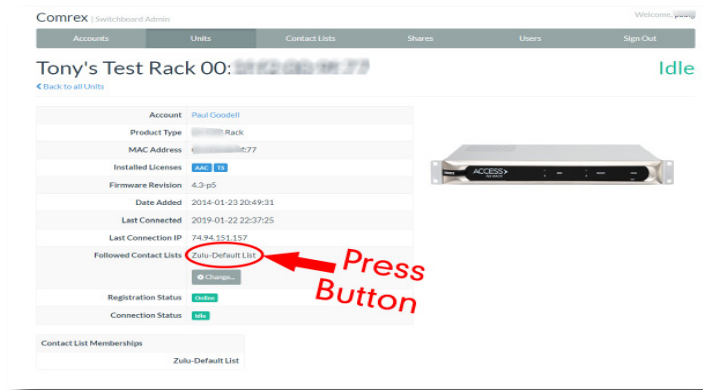 Comrex | Switchboard Admin
Welcome,
Accounts Units Contact Lists Shares Users Sign Out
Tony's Test Rack 00:
Idle
Back to all Units
Account Paul Goodell
Product Type Rack
MAC Address :77
Installed Licenses AAC TS
Firmware Revision 4.3-p5
Date Added 2014-01-23 20:49:31
Last Connected 2019-01-22 22:37:25
Last Connection IP 74.94.151.157
Followed Contact Lists Zulu-Default List
Change...
Registration Status Online
Connection Status Idle
Contact List Memberships
Zulu-Default List
ACCESS
Press
Button